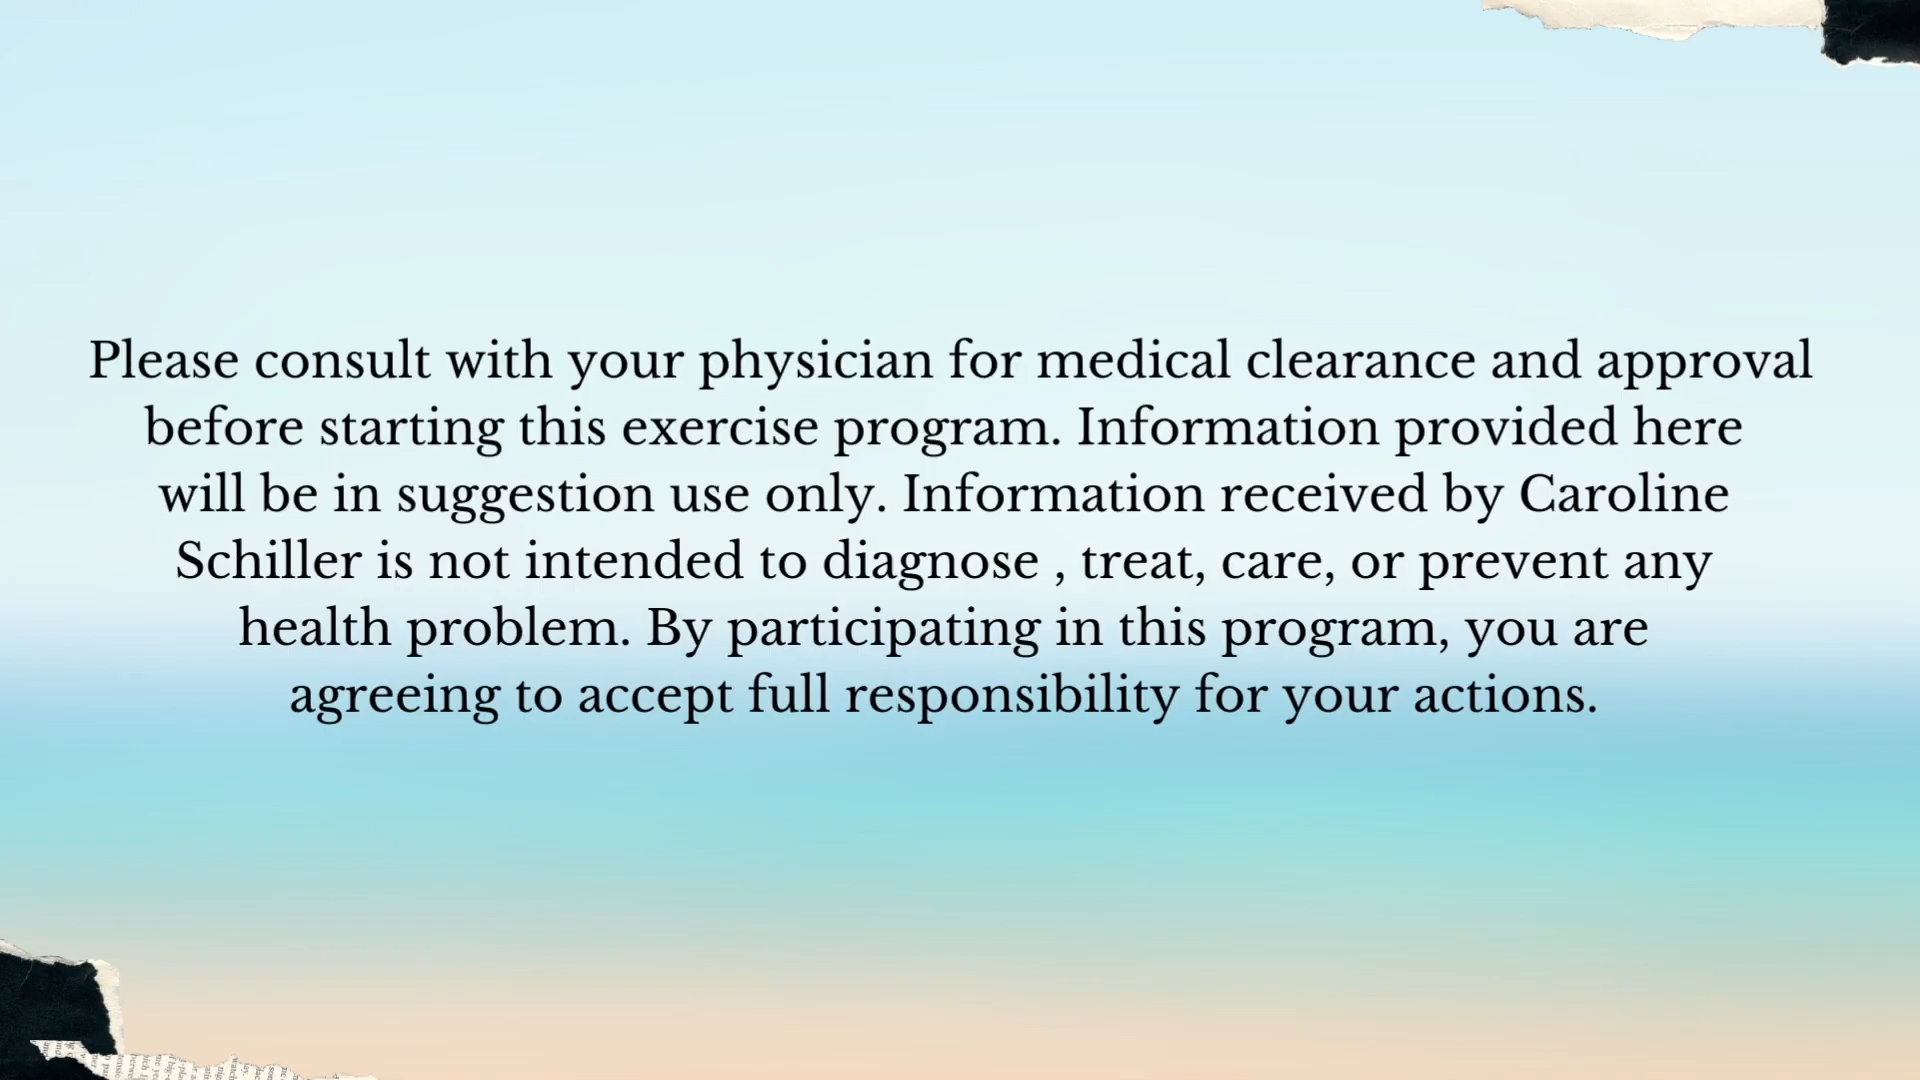 Please consult with your physician for medical clearance and approval
before starting this exercise program. Information provided here
will be in suggestion use only. Information received by Caroline
Schiller is not intended to diagnose , treat, care, or prevent any
health problem. By participating in this program, you are
agreeing to accept full responsibility for your actions.